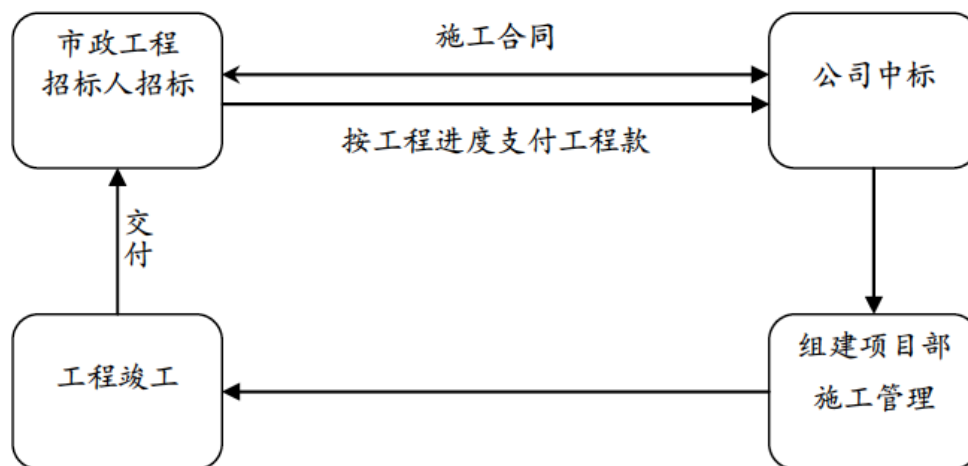 市政工程
招标人招标
施工合同
公司中标
按工程进度支付工程款
交
付
工程竣工
组建项目部
施工管理